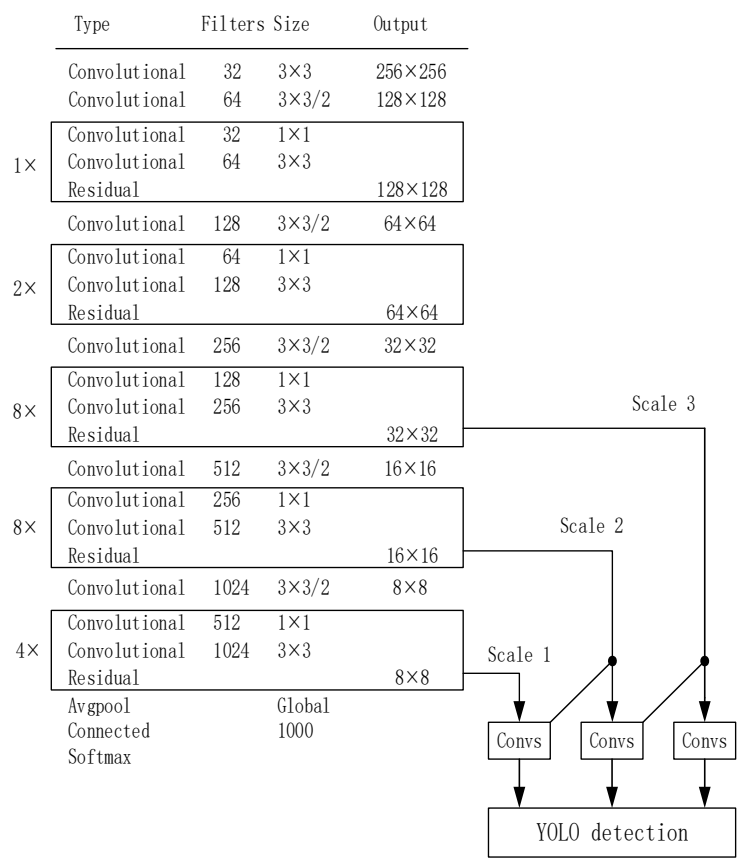 Type Filters Size Output
Convolutional 32 3×3 256×256
Convolutional 64 3×3/2 128×128
Convolutional 32 1×1
1× Convolutional 64 3×3
Residual 128×128
Convolutional 128 3×3/2 64×64
Convolutional 64 1×1
2× Convolutional 128 3×3
Residual 64×64
Convolutional 256 3×3/2 32×32
Convolutional 128 1×1
8× Convolutional 256 3×3
Residual 32×32
Scale 3
Convolutional 512 3×3/2 16×16
Convolutional 256 1×1
8× Convolutional 512 3×3
Residual 16×16
Scale 2
Convolutional 1024 3×3/2 8×8
Convolutional 512 1×1
4× Convolutional 1024 3×3
Residual 8×8
Scale 1
Avgpool Global
Connected 1000
Softmax
Convs Convs Convs
YOLO detection